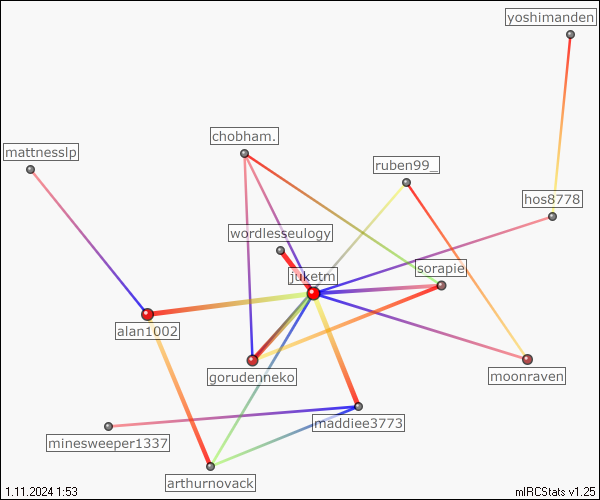 yoshimanden
chobham.
mattnesslp
ruben99_
hos8778
wordlesseulogy
sorapie
juketm
alan1002
gorudenneko
moonraven
maddiee3773
minesweeper1337
arthurnovack
1.11.2024 1:53
mIRCStats v1.25